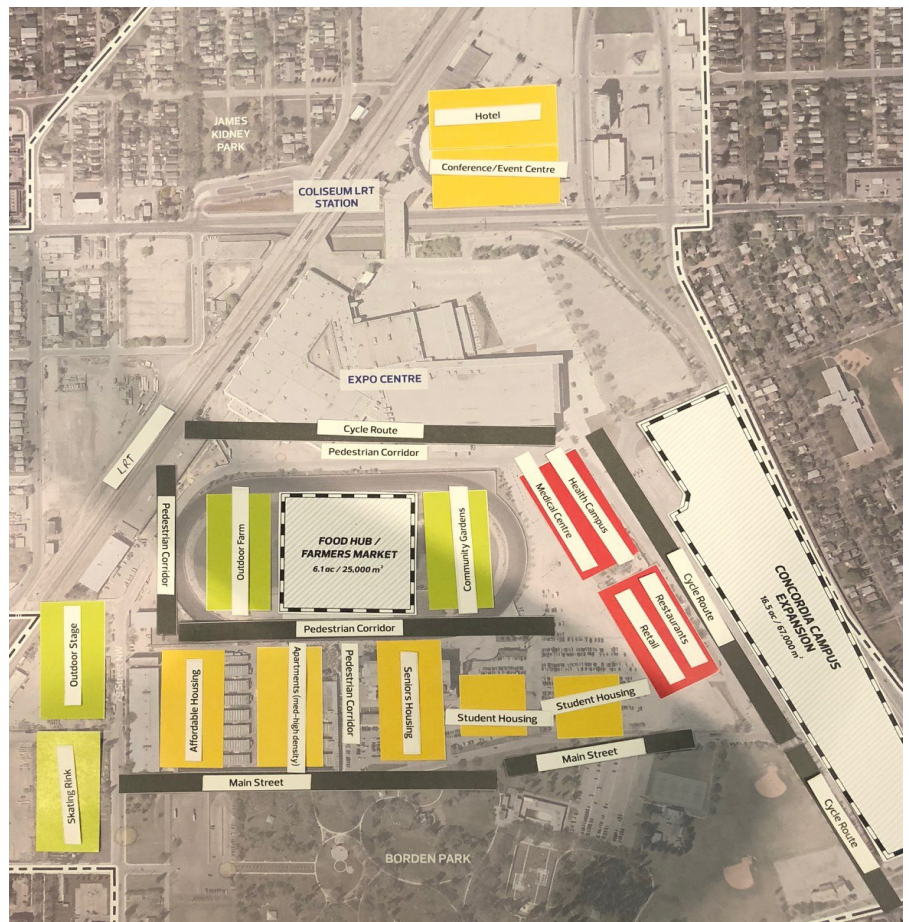 Hotel
Conference/Event Centre
JAMES
KIDNEY
PARK
COLISEUM LRT
STATION
EXPO CENTRE
Cycle Route
Pedestrian Corridor
LRT
Pedestrian Corridor
Outdoor Farm
FOOD HUB /
FARMERS MARKET
6.1 ac / 25,000 m²
Community Gardens
Medical Centre
Health Campus
Cycle Route
CONCORDIA CAMPUS
EXPANSION
16.5 ac / 67,000 m²
Restaurants
Retail
Pedestrian Corridor
Outdoor Stage
Affordable Housing
Apartments (med-high density)
Pedestrian Corridor
Seniors Housing
Student Housing
Student Housing
Main Street
Main Street
Skating Rink
Cycle Route
BORDEN PARK